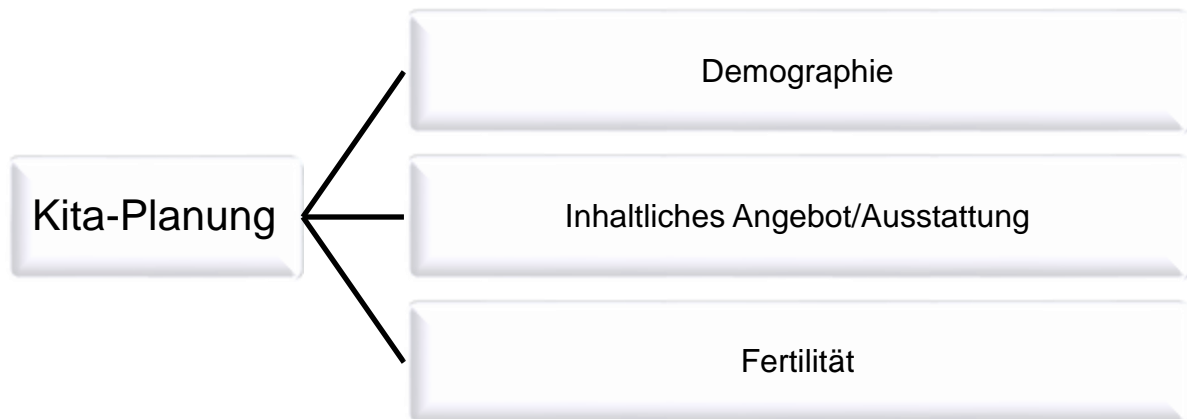 Kita-Planung
Demographie
Inhaltliches Angebot/Ausstattung
Fertilität